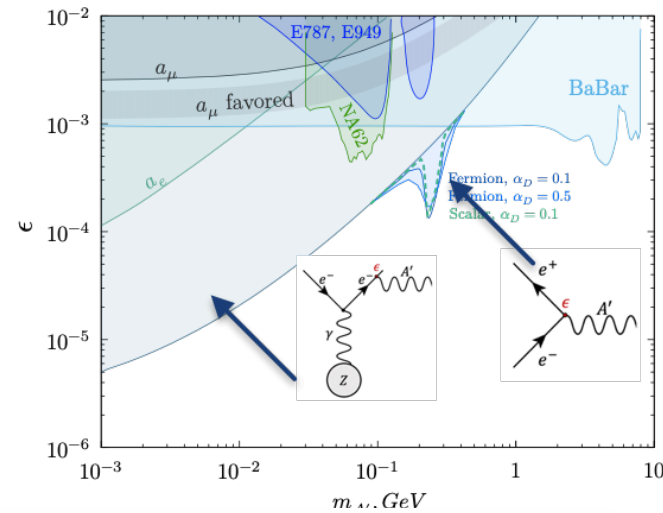 10⁻²
10⁻³
10⁻⁴
10⁻⁵
10⁻⁶
ϵ
E787, E949
a_μ
a_μ favored
NA62
BaBar
a_e
Fermion, α_D = 0.1
Fermion, α_D = 0.5
Scalar, α_D = 0.1
e⁻
e⁻
ϵ
A′
γ
Z
e⁺
ϵ
A′
e⁻
10⁻³
10⁻²
10⁻¹
1
10
GeV